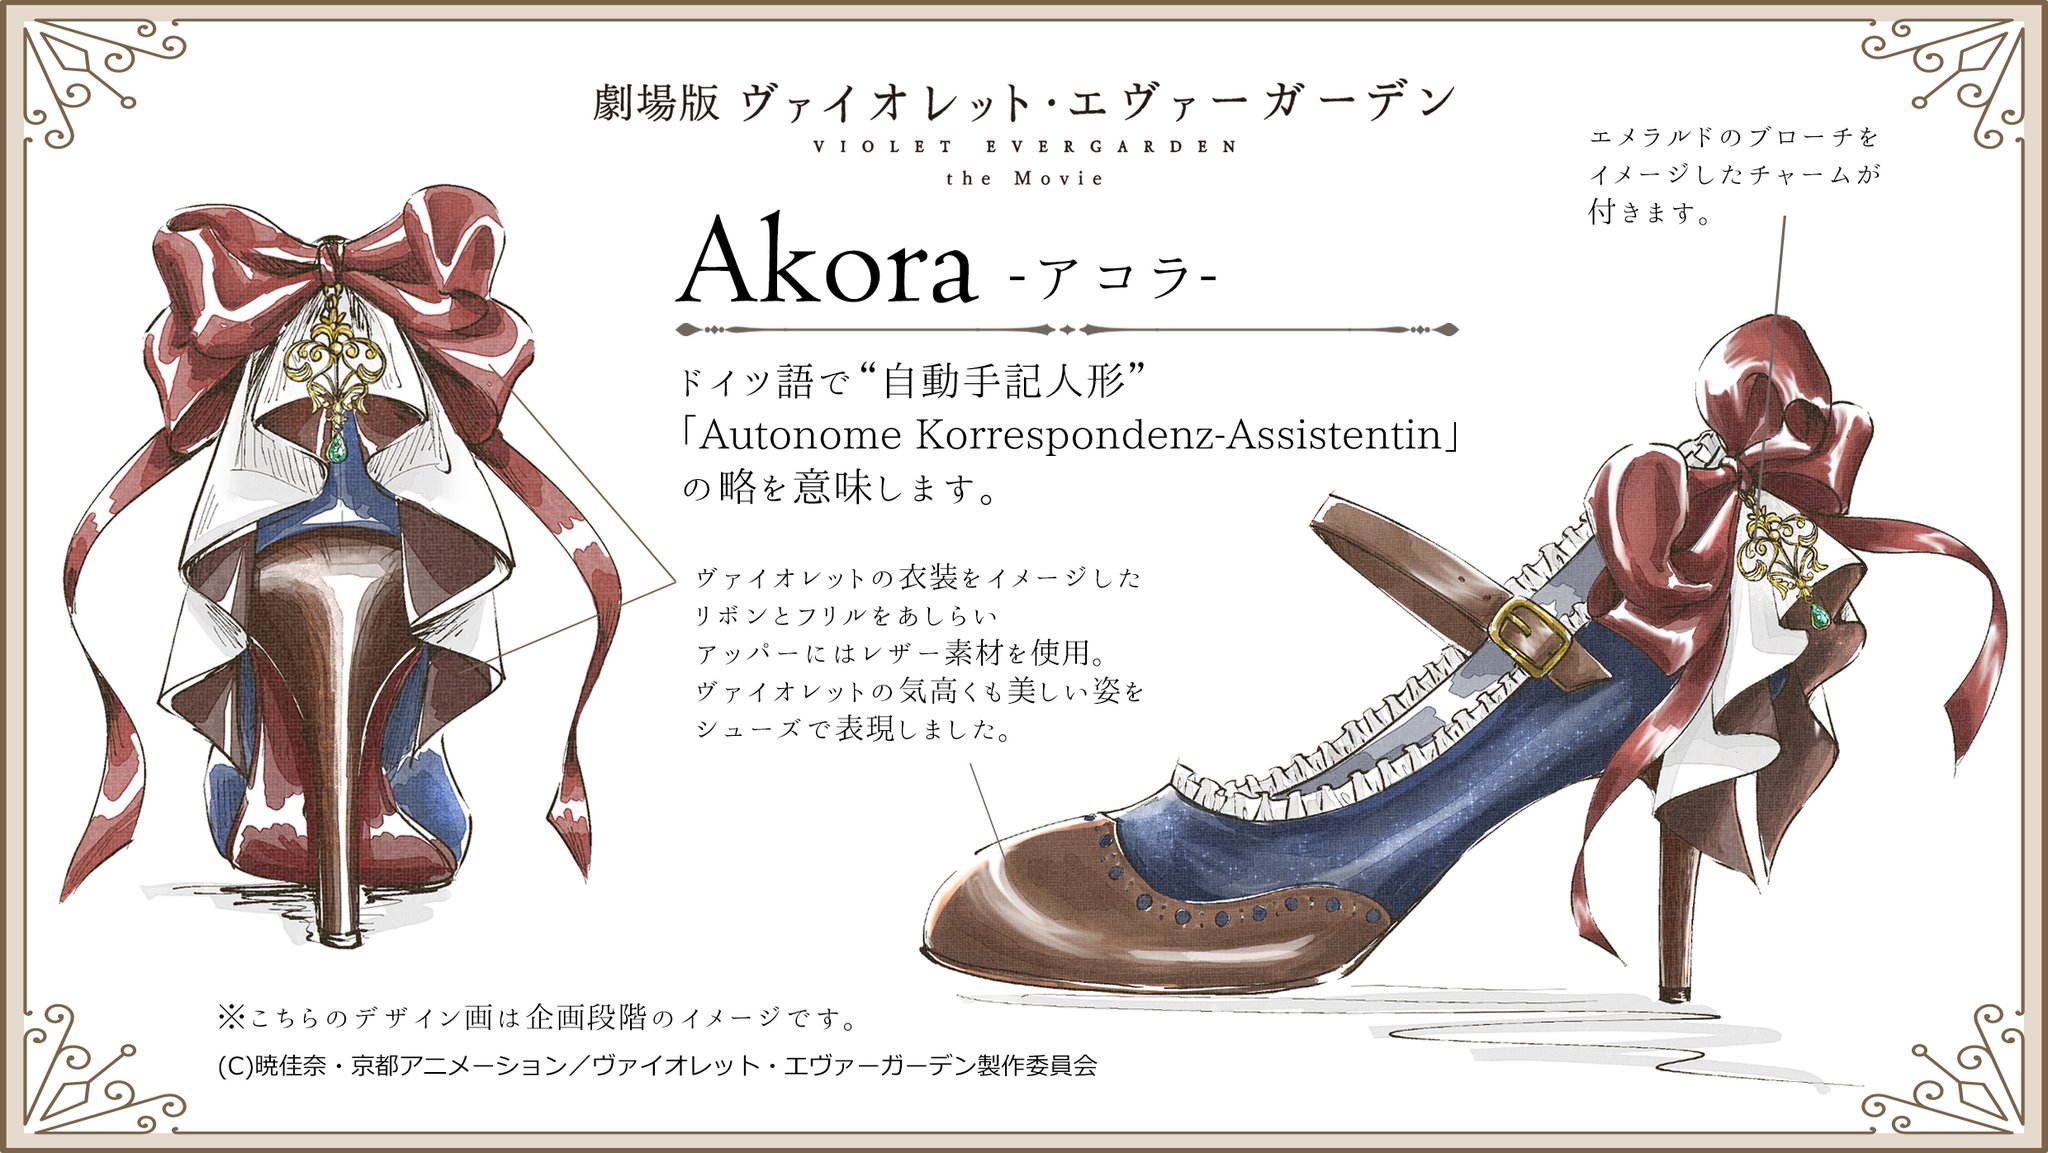 劇場版 ヴァイオレット・エヴァーガーデン
VIOLET EVERGARDEN
the Movie
エメラルドのブローチを
イメージしたチャームが
付きます。
Akora -アコラ-
ドイツ語で“自動手記人形”
「Autonome Korrespondenz-Assistentin」
の略を意味します。
ヴァイオレットの衣装をイメージした
リボンとフリルをあしらい
アッパーにはレザー素材を使用。
ヴァイオレットの気高くも美しい姿を
シューズで表現しました。
※こちらのデザイン画は企画段階のイメージです。
(C)暁佳奈・京都アニメーション／ヴァイオレット・エヴァーガーデン製作委員会